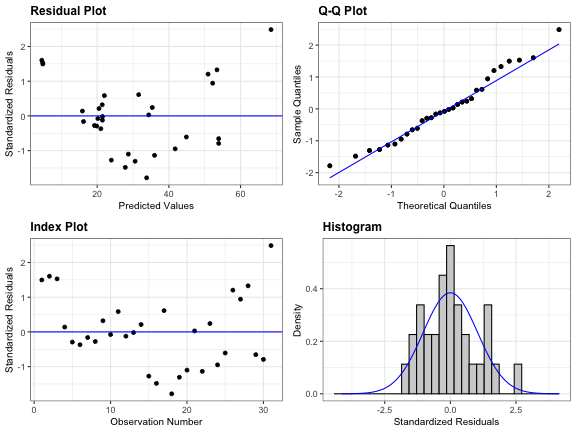 Residual Plot
2
1
0
-1
20
40
60
Predicted Values
Standardized Residuals
Q-Q Plot
2
1
0
-1
-2
-2
-1
0
1
2
Theoretical Quantiles
Sample Quantiles
Index Plot
2
1
0
-1
0
10
20
30
Observation Number
Standardized Residuals
Histogram
0.4
0.2
0.0
-2.5
0.0
2.5
Standardized Residuals
Density